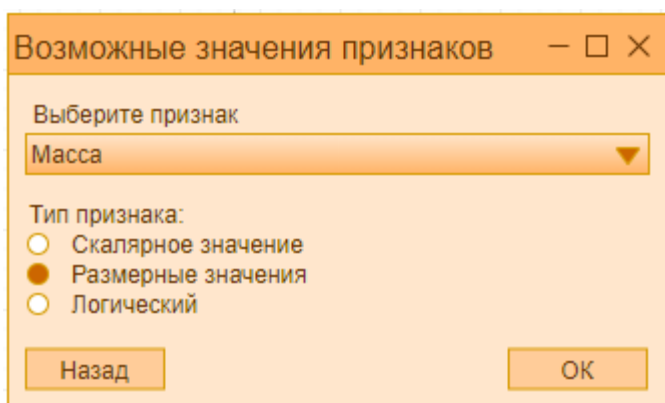 Возможные значения признаков
Выберите признак
Масса
Тип признака:
Скалярное значение
Размерные значения
Логический
Назад
ОК